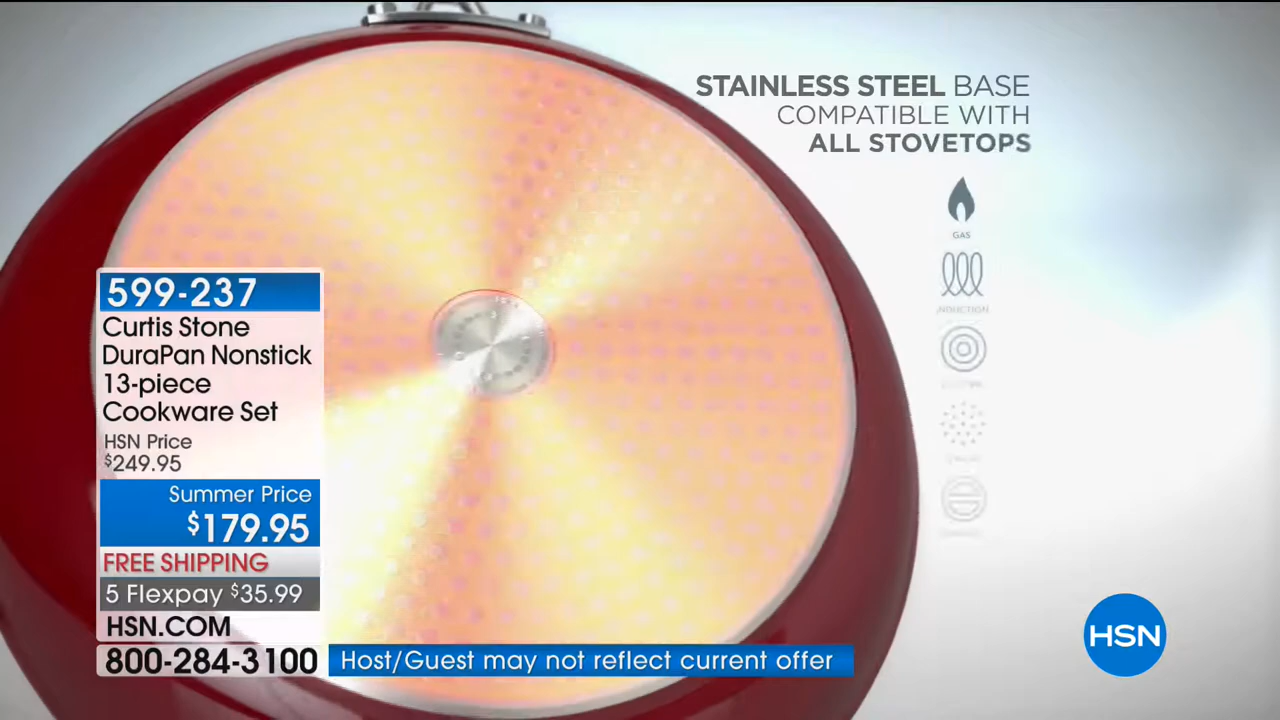 STAINLESS STEEL BASE
COMPATIBLE WITH
ALL STOVETOPS
GAS
INDUCTION
599-237
Curtis Stone
DuraPan Nonstick
13-piece
Cookware Set
HSN Price
$249.95
Summer Price
$179.95
FREE SHIPPING
5 Flexpay $35.99
HSN.COM
800-284-3100
Host/Guest may not reflect current offer
HSN